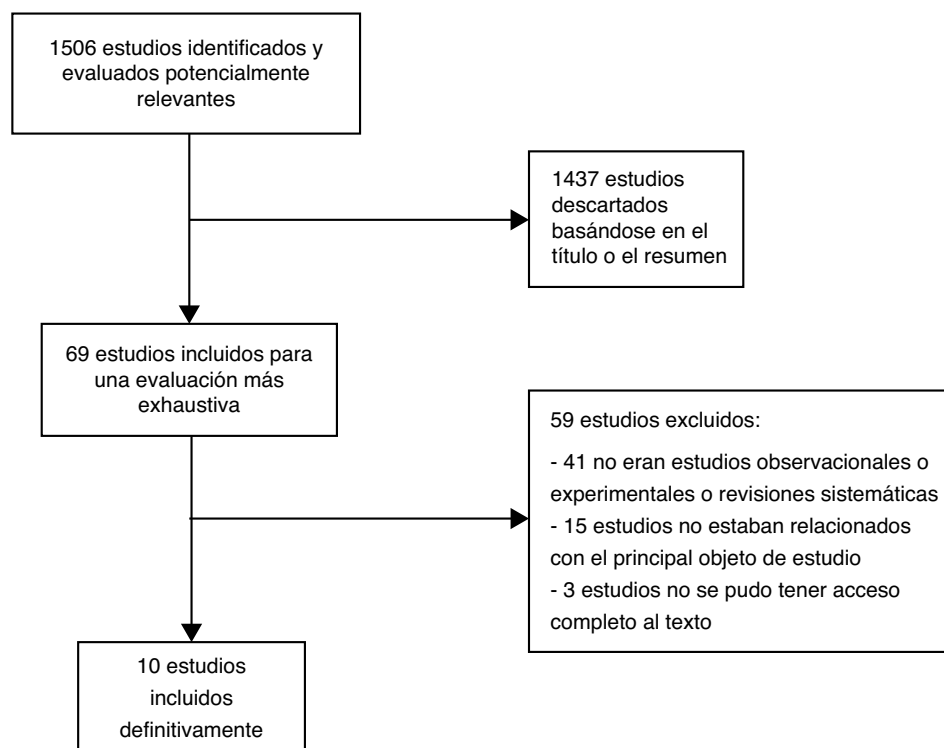 1506 estudios identificados y
evaluados potencialmente
relevantes
1437 estudios
descartados
basándose en el
título o el resumen
69 estudios incluidos para
una evaluación más
exhaustiva
59 estudios excluidos:
- 41 no eran estudios observacionales o
experimentales o revisiones sistemáticas
- 15 estudios no estaban relacionados
con el principal objeto de estudio
- 3 estudios no se pudo tener acceso
completo al texto
10 estudios
incluidos
definitivamente